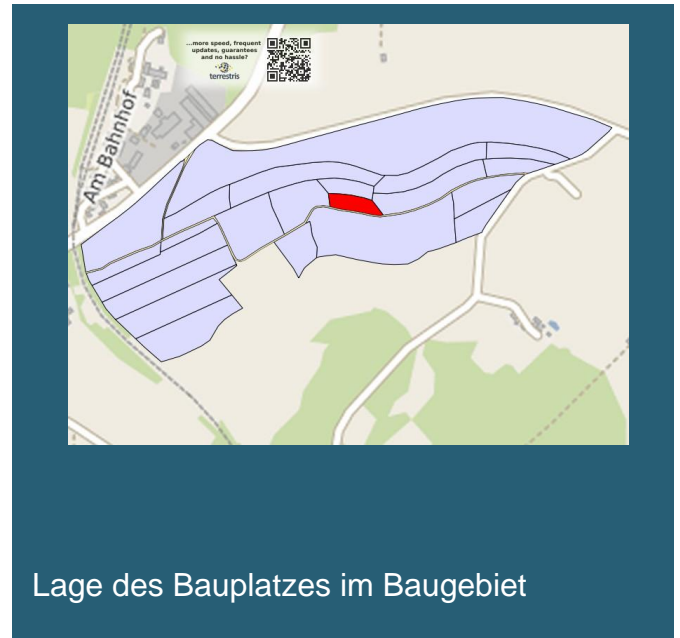 ...more speed, frequent
updates, guarantees
and no hassle?
terrestris
Am Bahnhof
Lage des Bauplatzes im Baugebiet